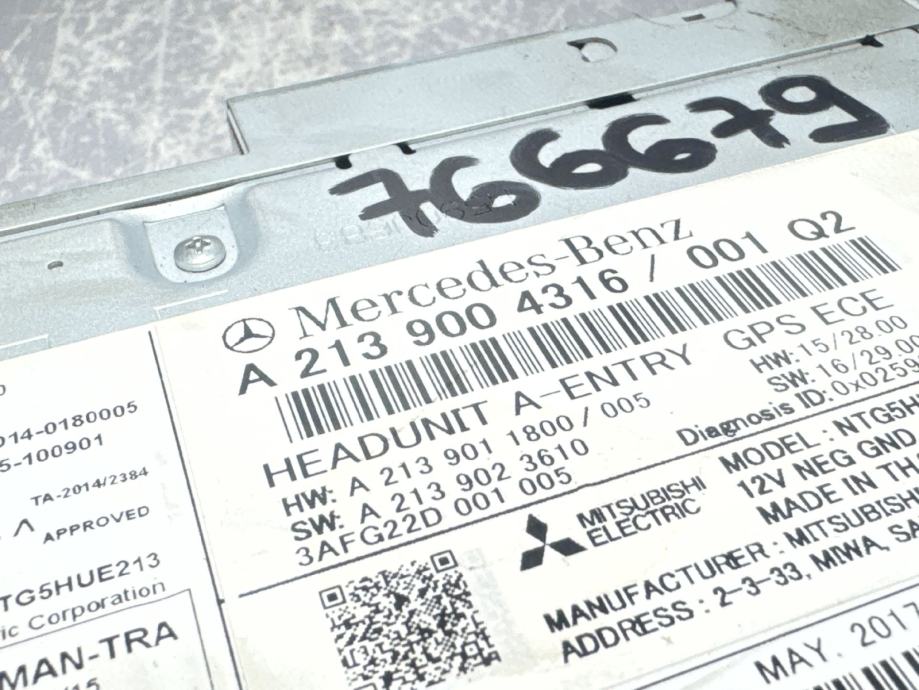 766679
Mercedes-Benz
A 213 900 4316 / 001 Q2
HEADUNIT A-ENTRY GPS ECE
HW: A 213 901 1800 / 005
HW: 15/28.00
SW: A 213 902 3610
SW: 16/29.00
3AFG22D 001 005
Diagnosis ID: 0x0259
014-0180005
5-100901
TA-2014/2384
APPROVED
TG5HUE213
ic Corporation
MAN-TRA
MITSUBISHI
ELECTRIC
MODEL : NTG5H
12V NEG GND
MADE IN
MANUFACTURER : MITSUBISHI
ADDRESS : 2-3-33, MIWA, SA
MAY. 2017